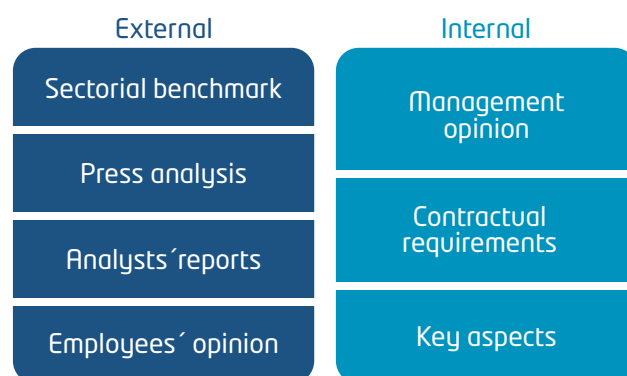 External
Sectorial benchmark
Press analysis
Analysts´reports
Employees´ opinion
Internal
Management
opinion
Contractual
requirements
Key aspects